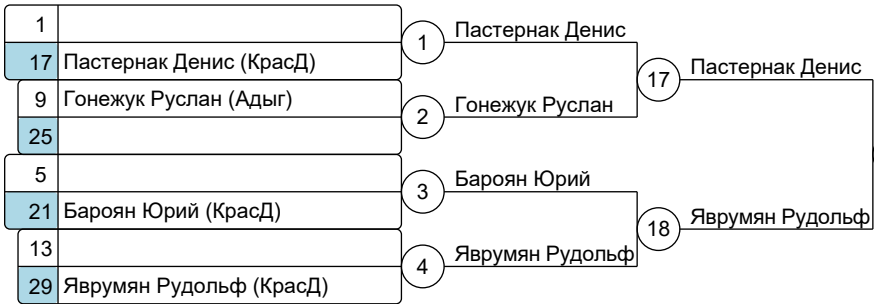 1
17 Пастернак Денис (КрасД)
9 Гонежук Руслан (Адыг)
25
5
21 Бароян Юрий (КрасД)
13
29 Яврумян Рудольф (КрасД)
1 Пастернак Денис
2 Гонежук Руслан
3 Бароян Юрий
4 Яврумян Рудольф
17 Пастернак Денис
18 Яврумян Рудольф